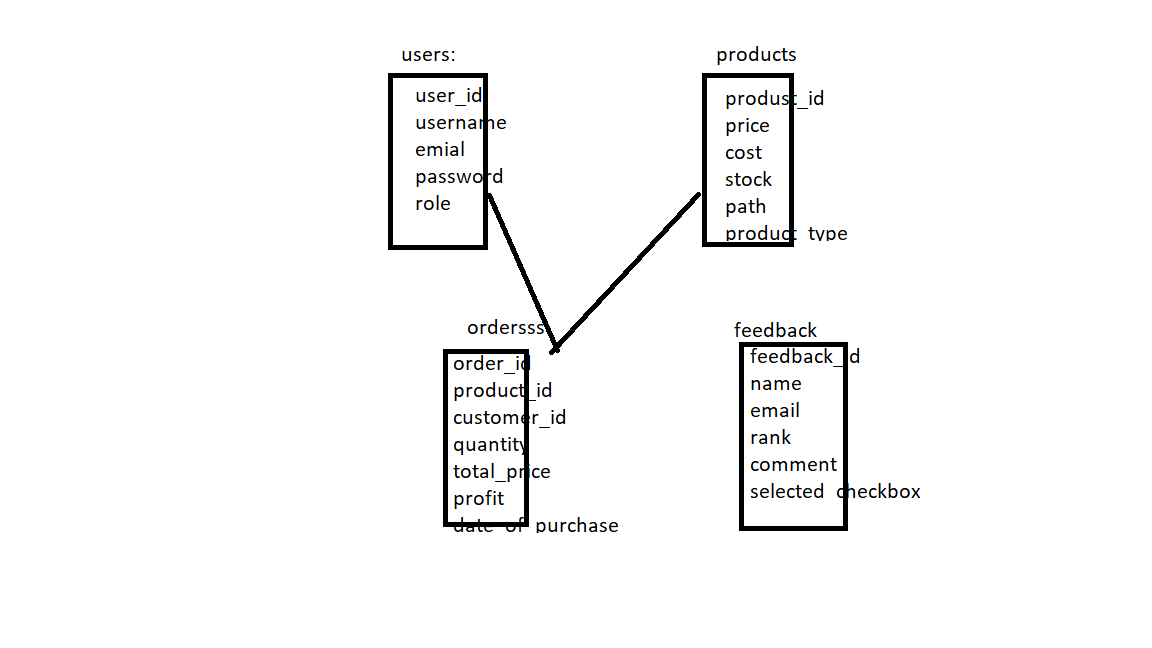 users:
user_id
username
emial
password
role
products
produst_id
price
cost
stock
path
product_type
ordersss
order_id
product_id
customer_id
quantity
total_price
profit
date_of_purchase
feedback
feedback_id
name
email
rank
comment
selected_checkbox